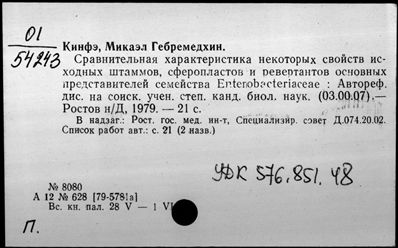 01
54243
Кинфэ, Микаэл Гебремедхин.
Сравнительная характеристика некоторых свойств ис-
ходных штаммов, сферопластов и ревертантов основных
представителей семейства Enterobacteriaceae : Автореф.
дис. на соиск. учен. степ. канд. биол. наук. (03.00.07).—
Ростов н/Д, 1979. — 21 с.
В надзаг.: Рост. гос. мед. ин-т, Специализир. совет Д.074.20.02.
Список работ авт.: с. 21 (2 назв.)
УДК 576.851.48
№ 8080
А 12 № 628 [79-5781а]
Вс. кн. пал. 28 V — 1 VI
П.